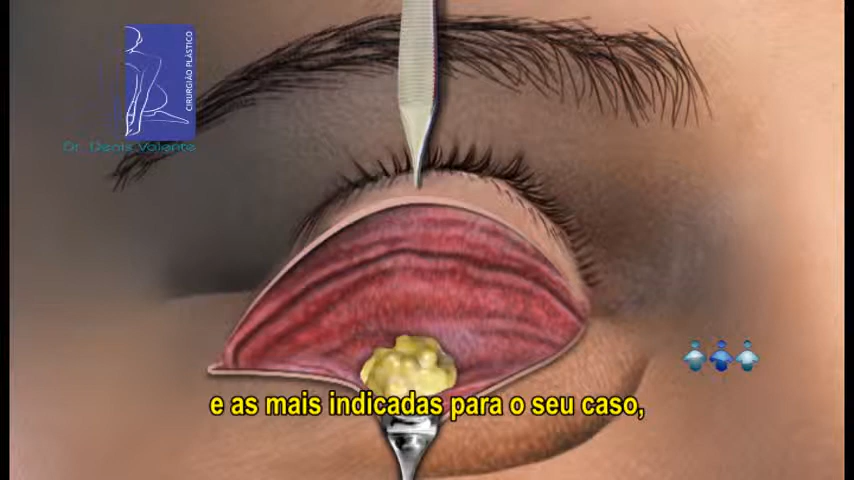 CIRURGIÃO PLÁSTICO
Dr. Denis Valente
e as mais indicadas para o seu caso,